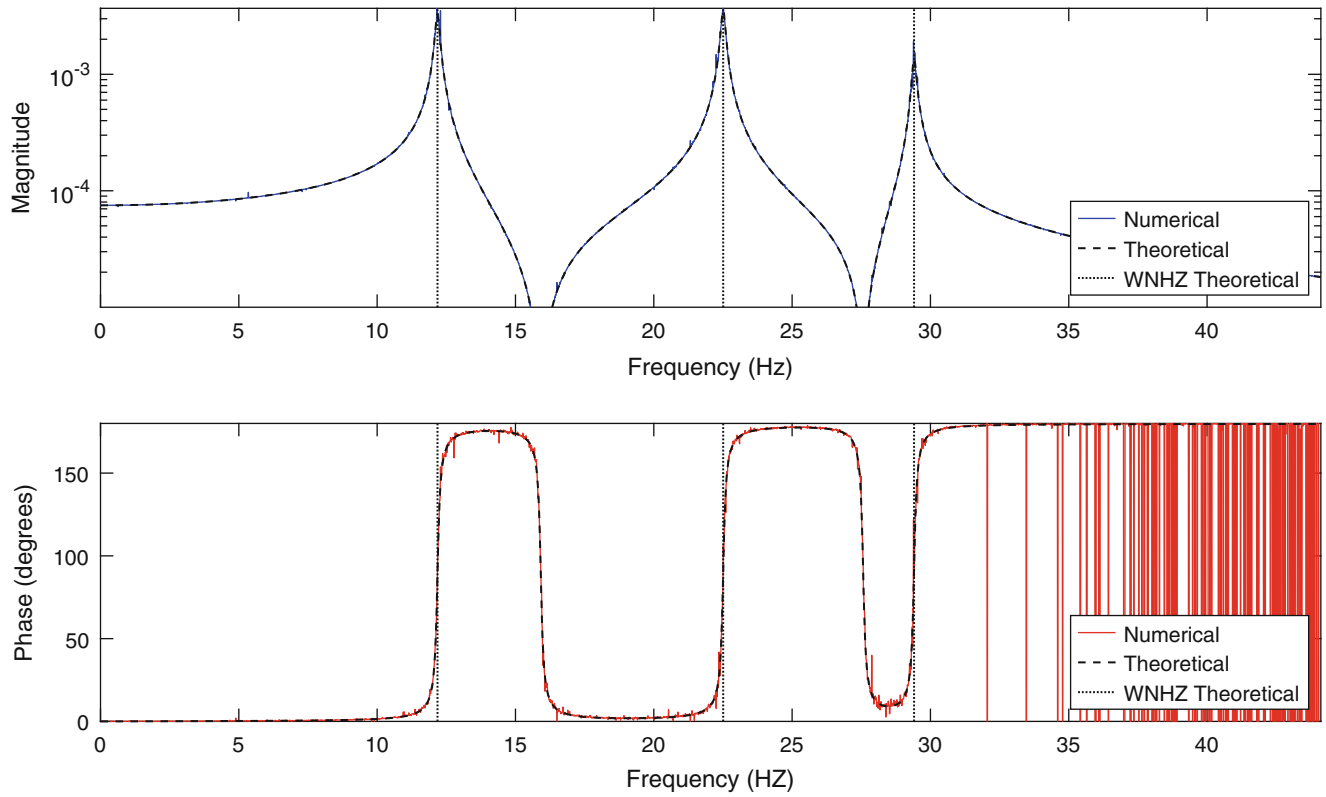 Magnitude
10^-3
10^-4
Numerical
Theoretical
WNHZ Theoretical
0 5 10 15 20 25 30 35 40
Frequency (Hz)
Phase (degrees)
150
100
50
0
Numerical
Theoretical
WNHZ Theoretical
0 5 10 15 20 25 30 35 40
Frequency (HZ)